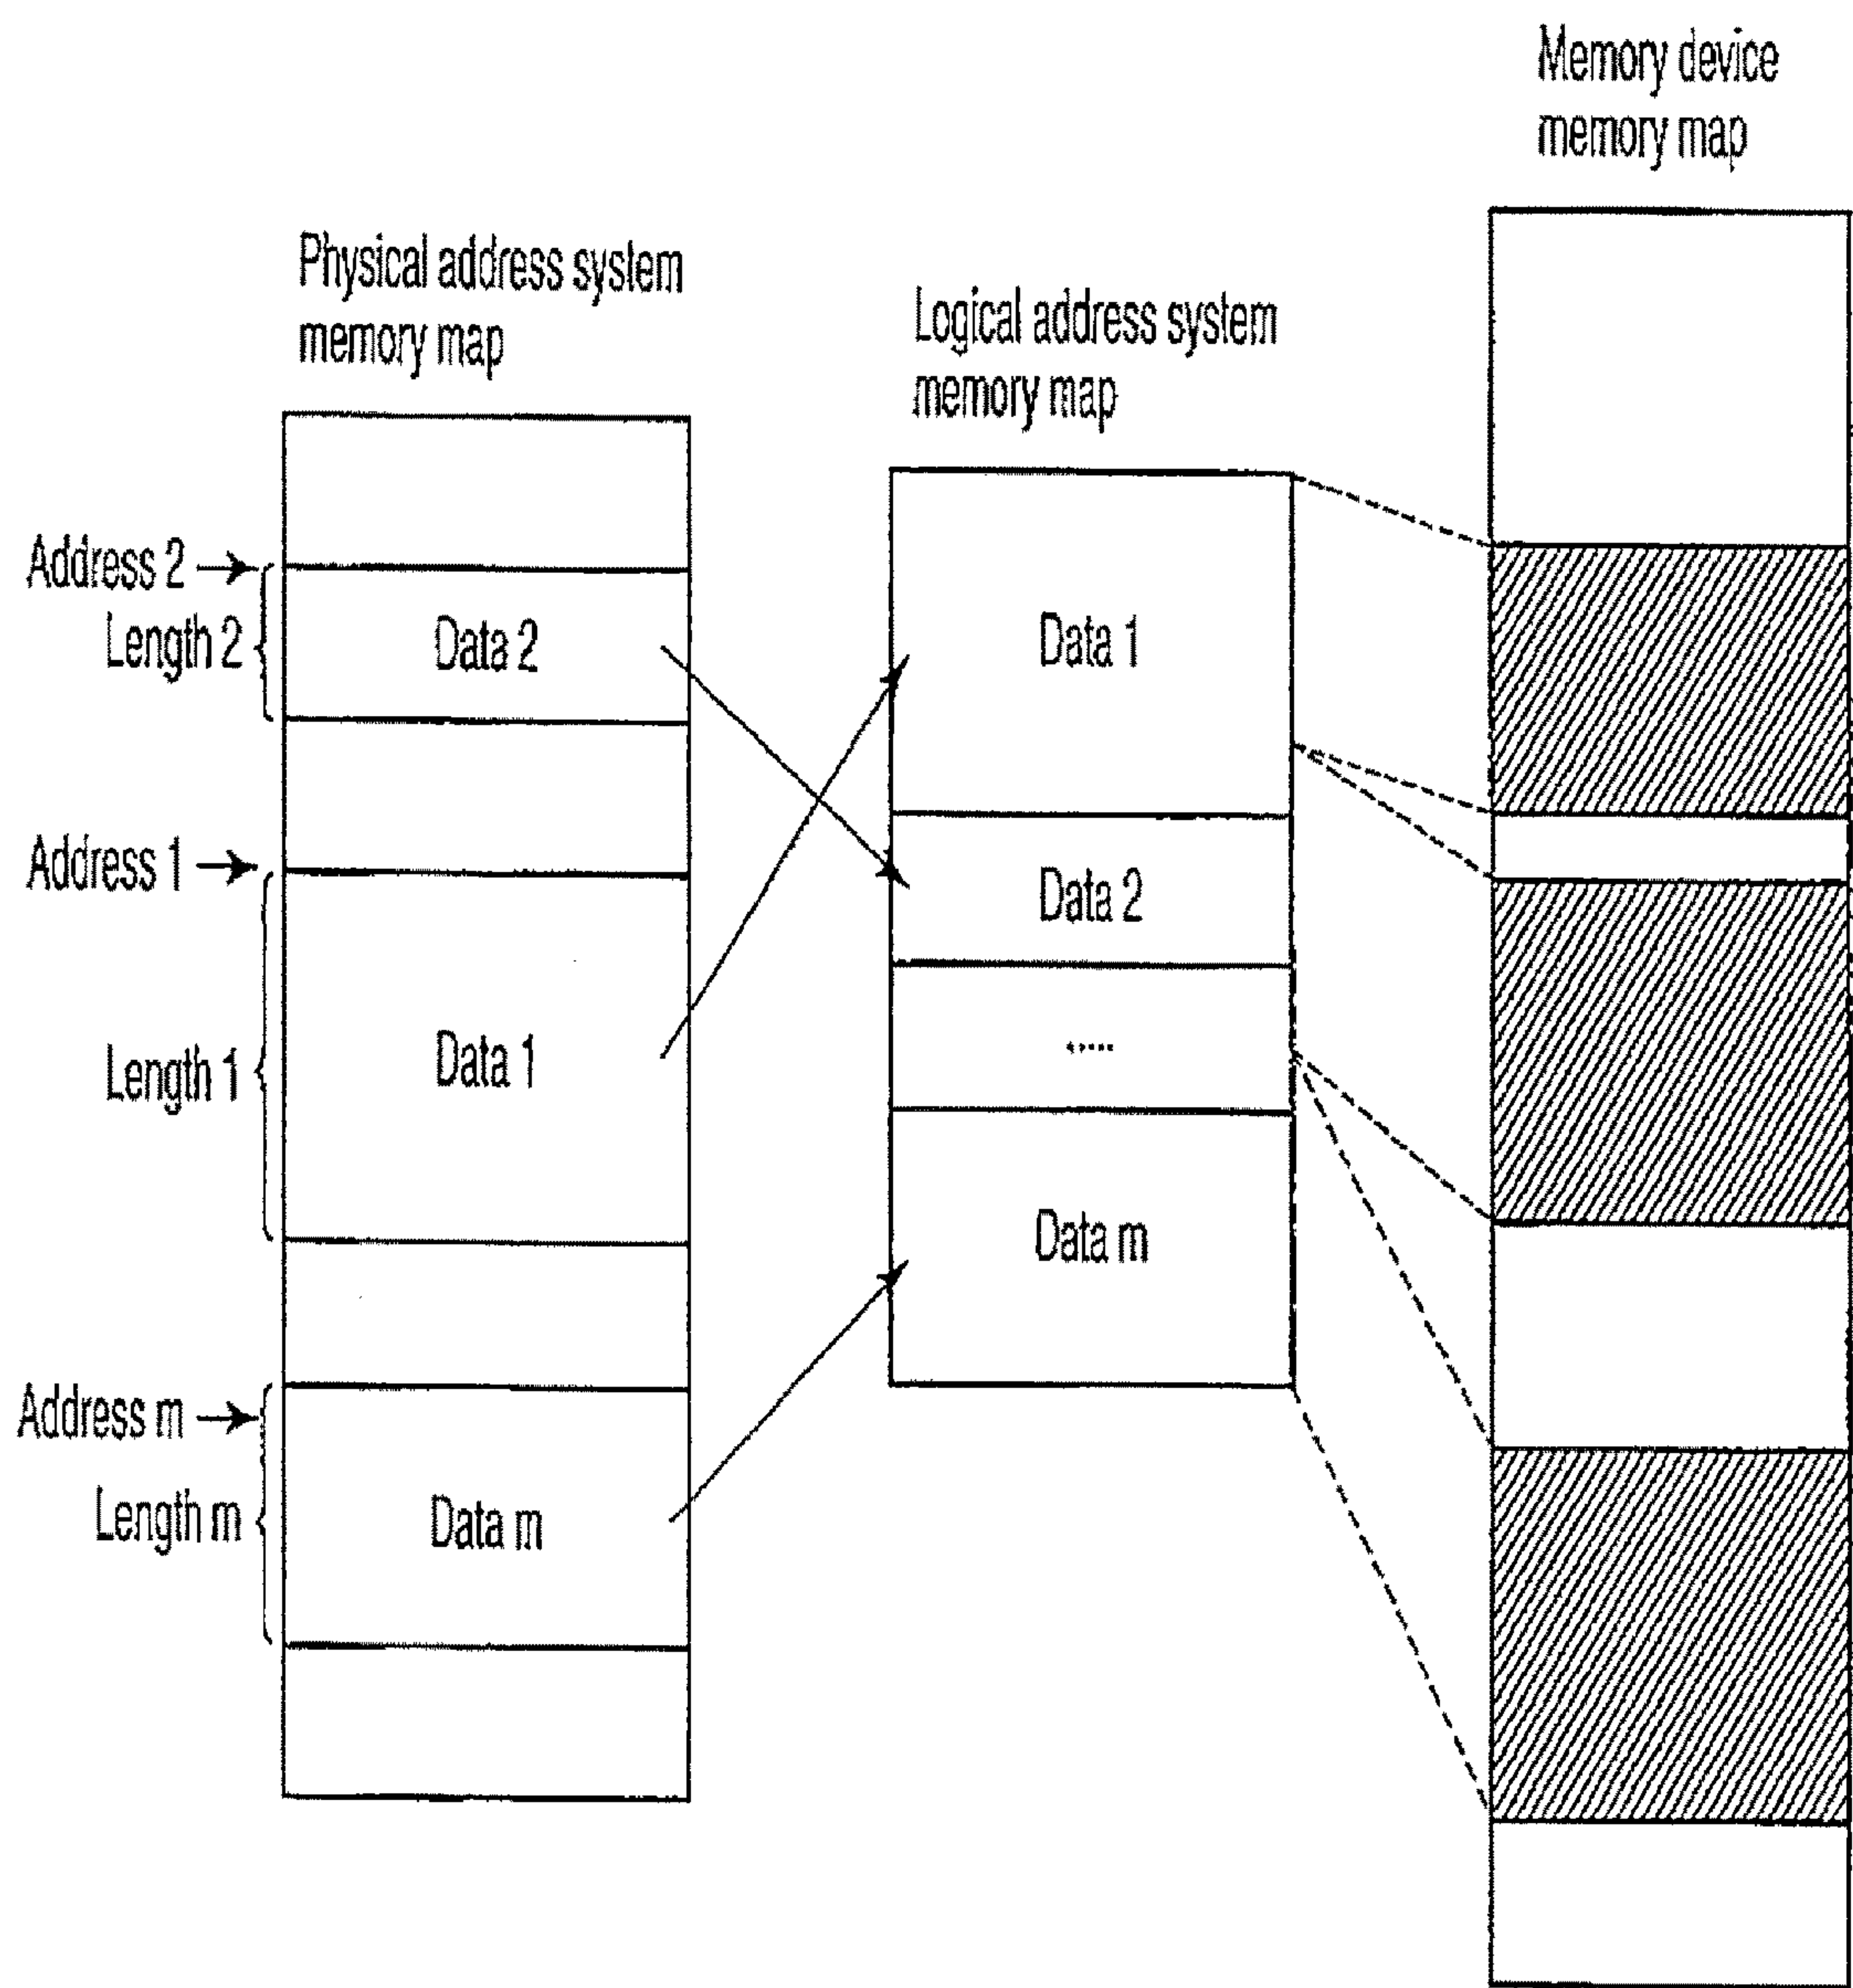 Memory device
memory map
Physical address system
memory map
Logical address system
memory map
Address 2
Length 2
Data 2
Address 1
Length 1
Data 1
Address m
Length m
Data m
Data 1
Data 2
.....
Data m